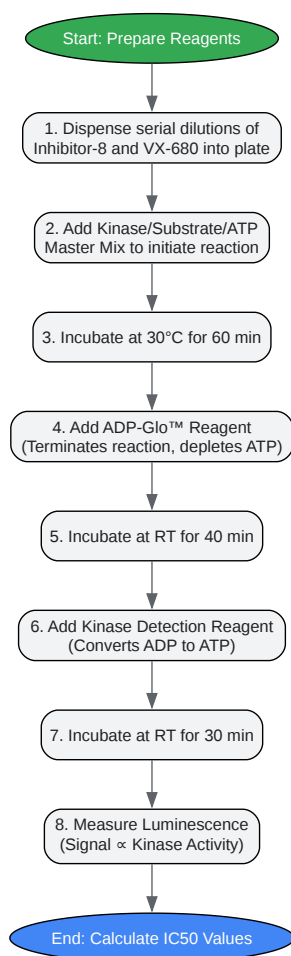 Start: Prepare Reagents
1. Dispense serial dilutions of
Inhibitor-8 and VX-680 into plate
2. Add Kinase/Substrate/ATP
Master Mix to initiate reaction
3. Incubate at 30°C for 60 min
4. Add ADP-Glo™ Reagent
(Terminates reaction, depletes ATP)
5. Incubate at RT for 40 min
6. Add Kinase Detection Reagent
(Converts ADP to ATP)
7. Incubate at RT for 30 min
8. Measure Luminescence
(Signal ∝ Kinase Activity)
End: Calculate IC50 Values